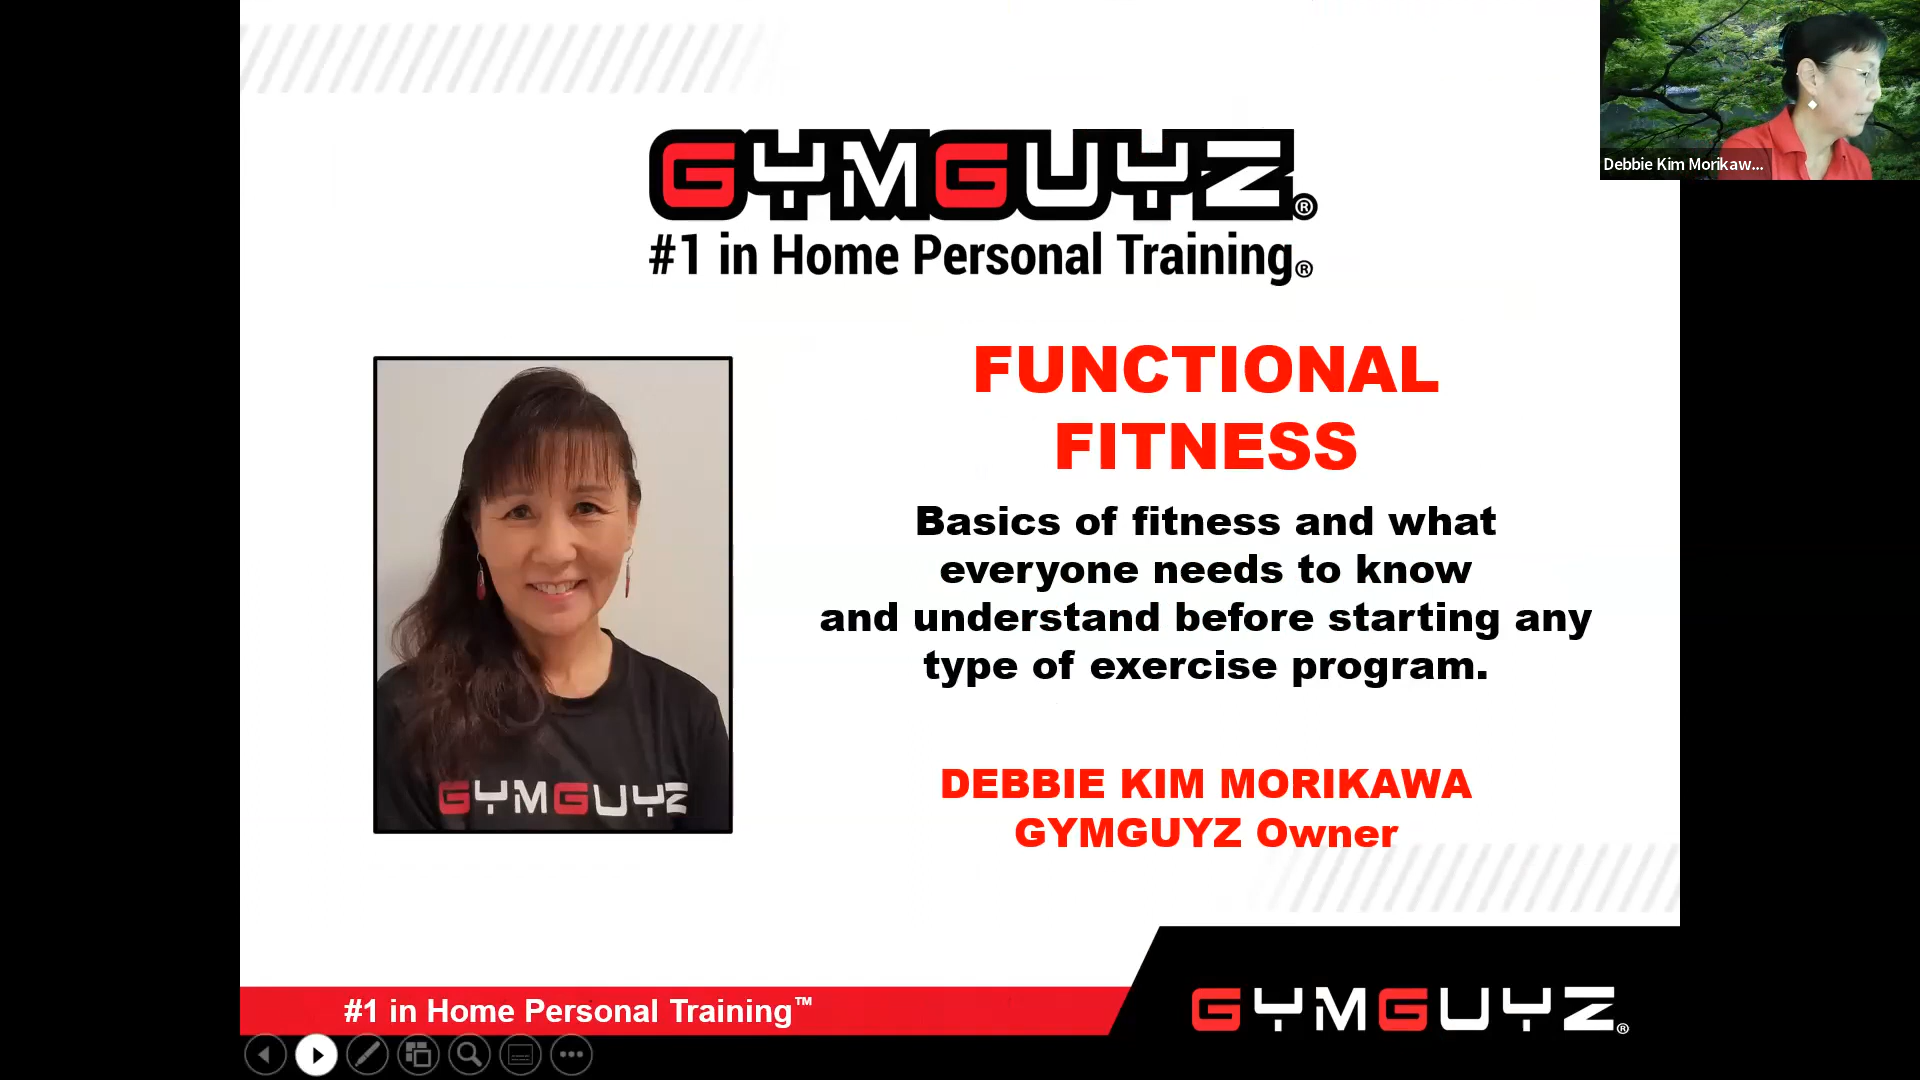 GYMGUYZ®
#1 in Home Personal Training®
Debbie Kim Morikaw...
FUNCTIONAL
FITNESS
Basics of fitness and what
everyone needs to know
and understand before starting any
type of exercise program.
GYMGUYZ
DEBBIE KIM MORIKAWA
GYMGUYZ Owner
#1 in Home Personal Training™
GYMGUYZ®